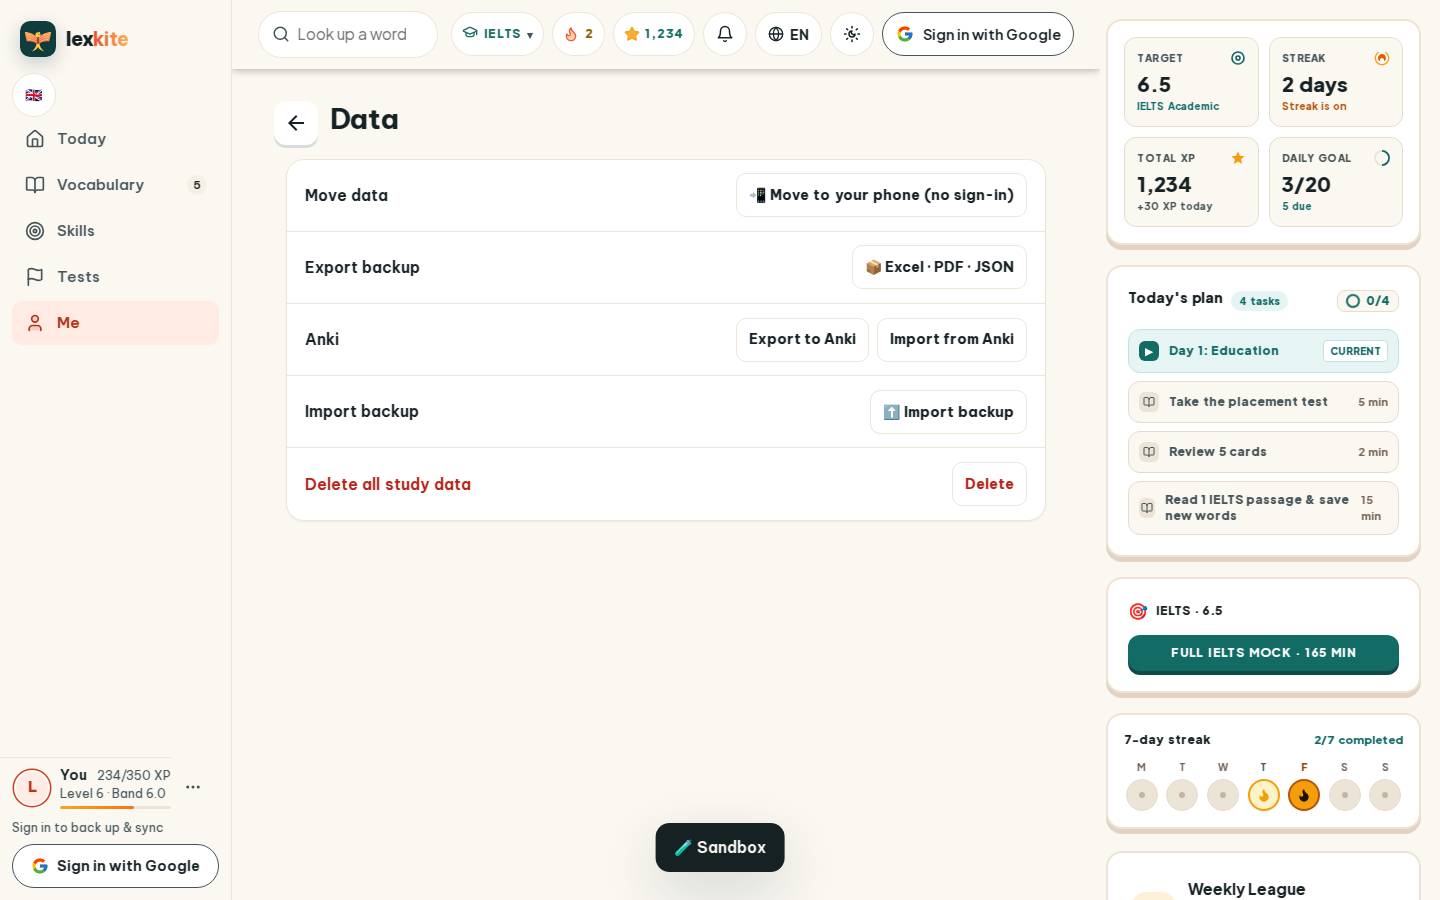 lexkite
Today
Vocabulary 5
Skills
Tests
Me
You 234/350 XP
Level 6 · Band 6.0
Sign in to back up & sync
Sign in with Google
Look up a word
IELTS ▾
2
1,234
EN
Sign in with Google
Data
Move data
📲 Move to your phone (no sign-in)
Export backup
📦 Excel · PDF · JSON
Anki
Export to Anki
Import from Anki
Import backup
⬆️ Import backup
Delete all study data
Delete
🧪 Sandbox
TARGET
6.5
IELTS Academic
STREAK
2 days
Streak is on
TOTAL XP
1,234
+30 XP today
DAILY GOAL
3/20
5 due
Today's plan 4 tasks 0/4
Day 1: Education CURRENT
Take the placement test 5 min
Review 5 cards 2 min
Read 1 IELTS passage & save
new words
15
min
🎯 IELTS · 6.5
FULL IELTS MOCK · 165 MIN
7-day streak 2/7 completed
M T W T F S S
Weekly League
L